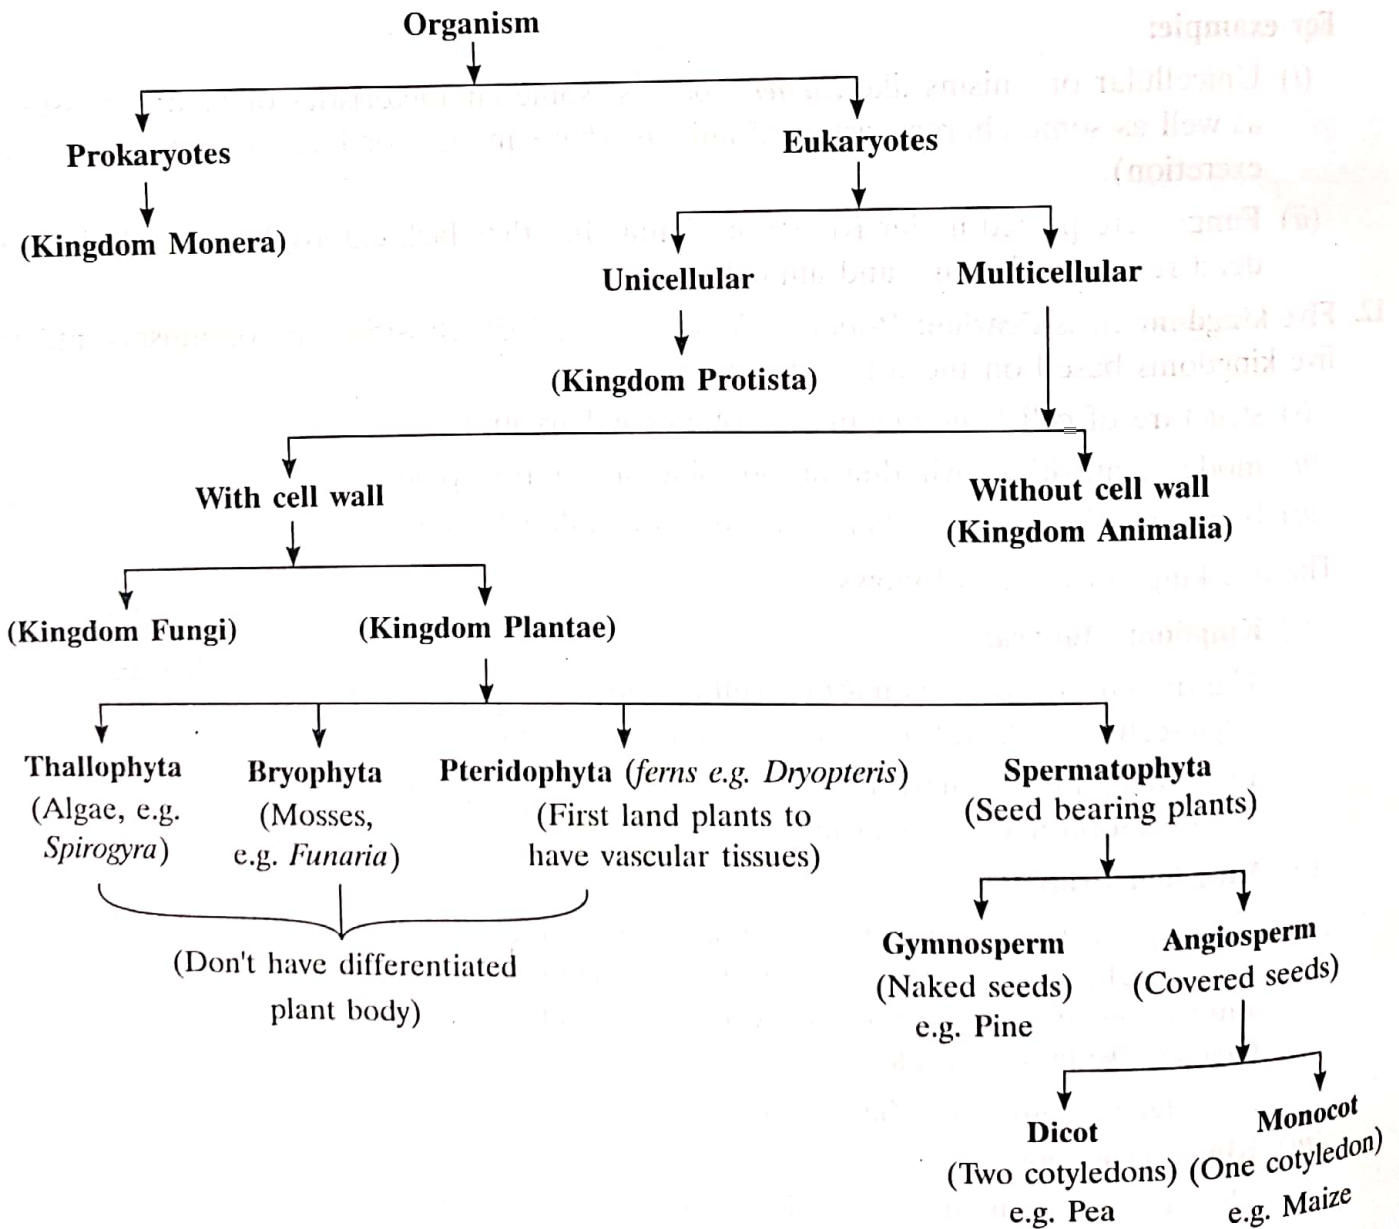 Organism
Prokaryotes
Eukaryotes
(Kingdom Monera)
Unicellular
Multicellular
(Kingdom Protista)
With cell wall
Without cell wall
(Kingdom Animalia)
(Kingdom Fungi)
(Kingdom Plantae)
Thallophyta
(Algae, e.g.
Spirogyra)
Bryophyta
(Mosses,
e.g. Funaria)
Pteridophyta (ferns e.g. Dryopteris)
(First land plants to
have vascular tissues)
Spermatophyta
(Seed bearing plants)
(Don't have differentiated
plant body)
Gymnosperm
(Naked seeds)
e.g. Pine
Angiosperm
(Covered seeds)
Dicot
(Two cotyledons)
e.g. Pea
Monocot
(One cotyledon)
e.g. Maize